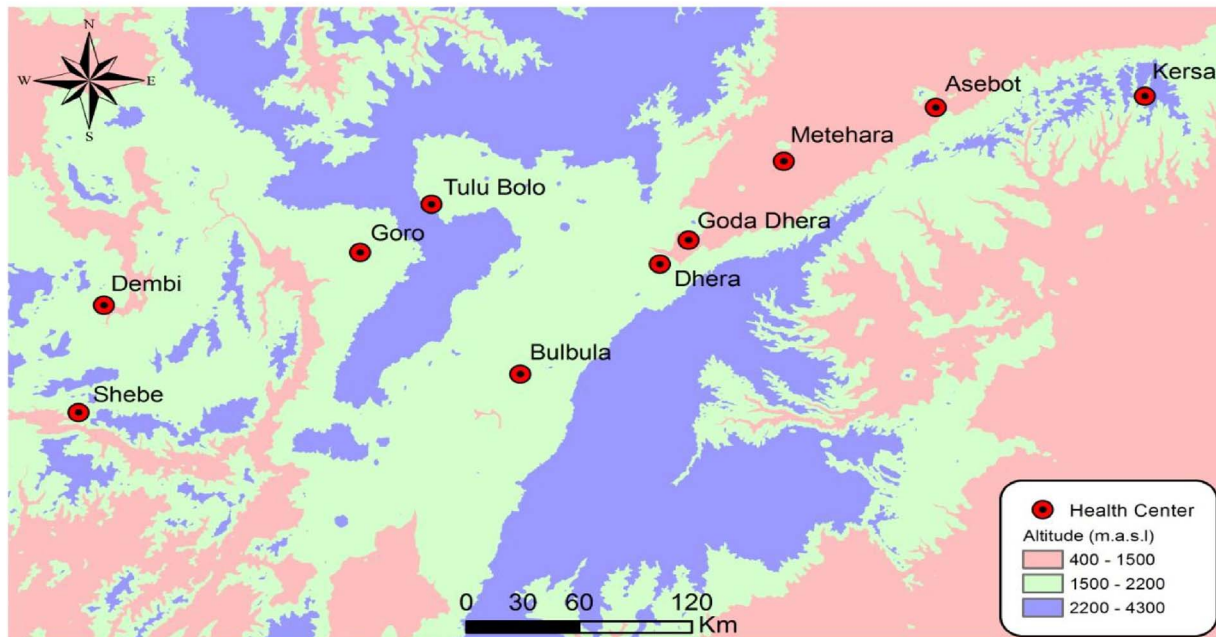 N
W
E
S
Kersa
Asebot
Metehara
Tulu Bolo
Goda Dhera
Goro
Dhera
Dembi
Bulbula
Shebe
Health Center
Altitude (m.a.s.l)
400 - 1500
1500 - 2200
2200 - 4300
0 30 60 120
Km